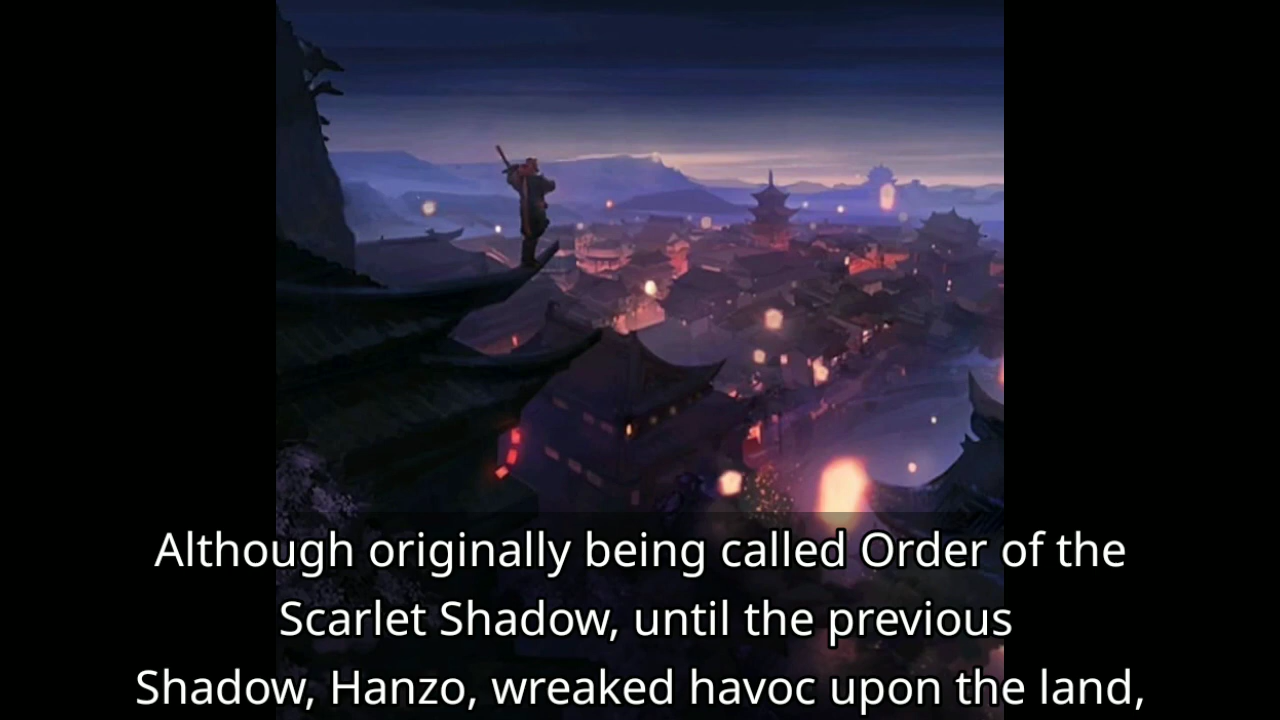 Although originally being called Order of the
Scarlet Shadow, until the previous
Shadow, Hanzo, wreaked havoc upon the land,